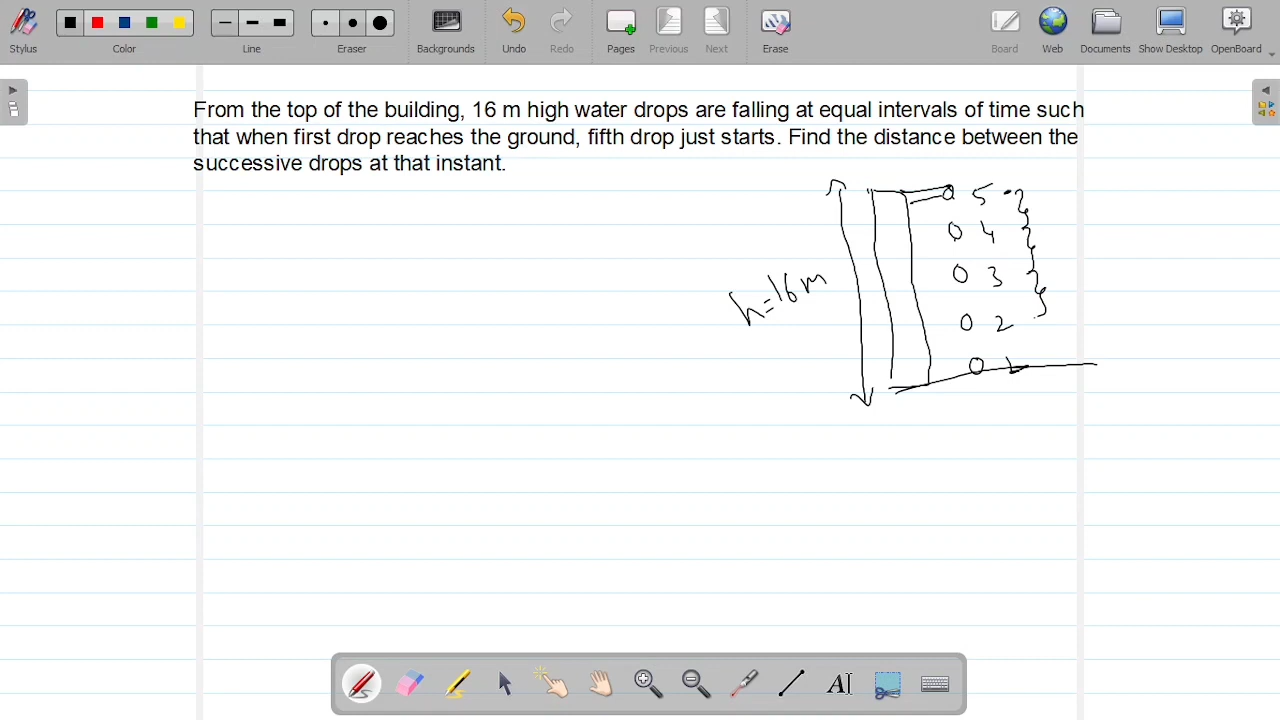 Stylus
Color
Line
Eraser
Backgrounds
Undo
Redo
Pages
Previous
Next
Erase
Board
Web
Documents
Show Desktop
OpenBoard
From the top of the building, 16 m high water drops are falling at equal intervals of time such
that when first drop reaches the ground, fifth drop just starts. Find the distance between the
successive drops at that instant.
5
4
h=16m
3
2
1
A